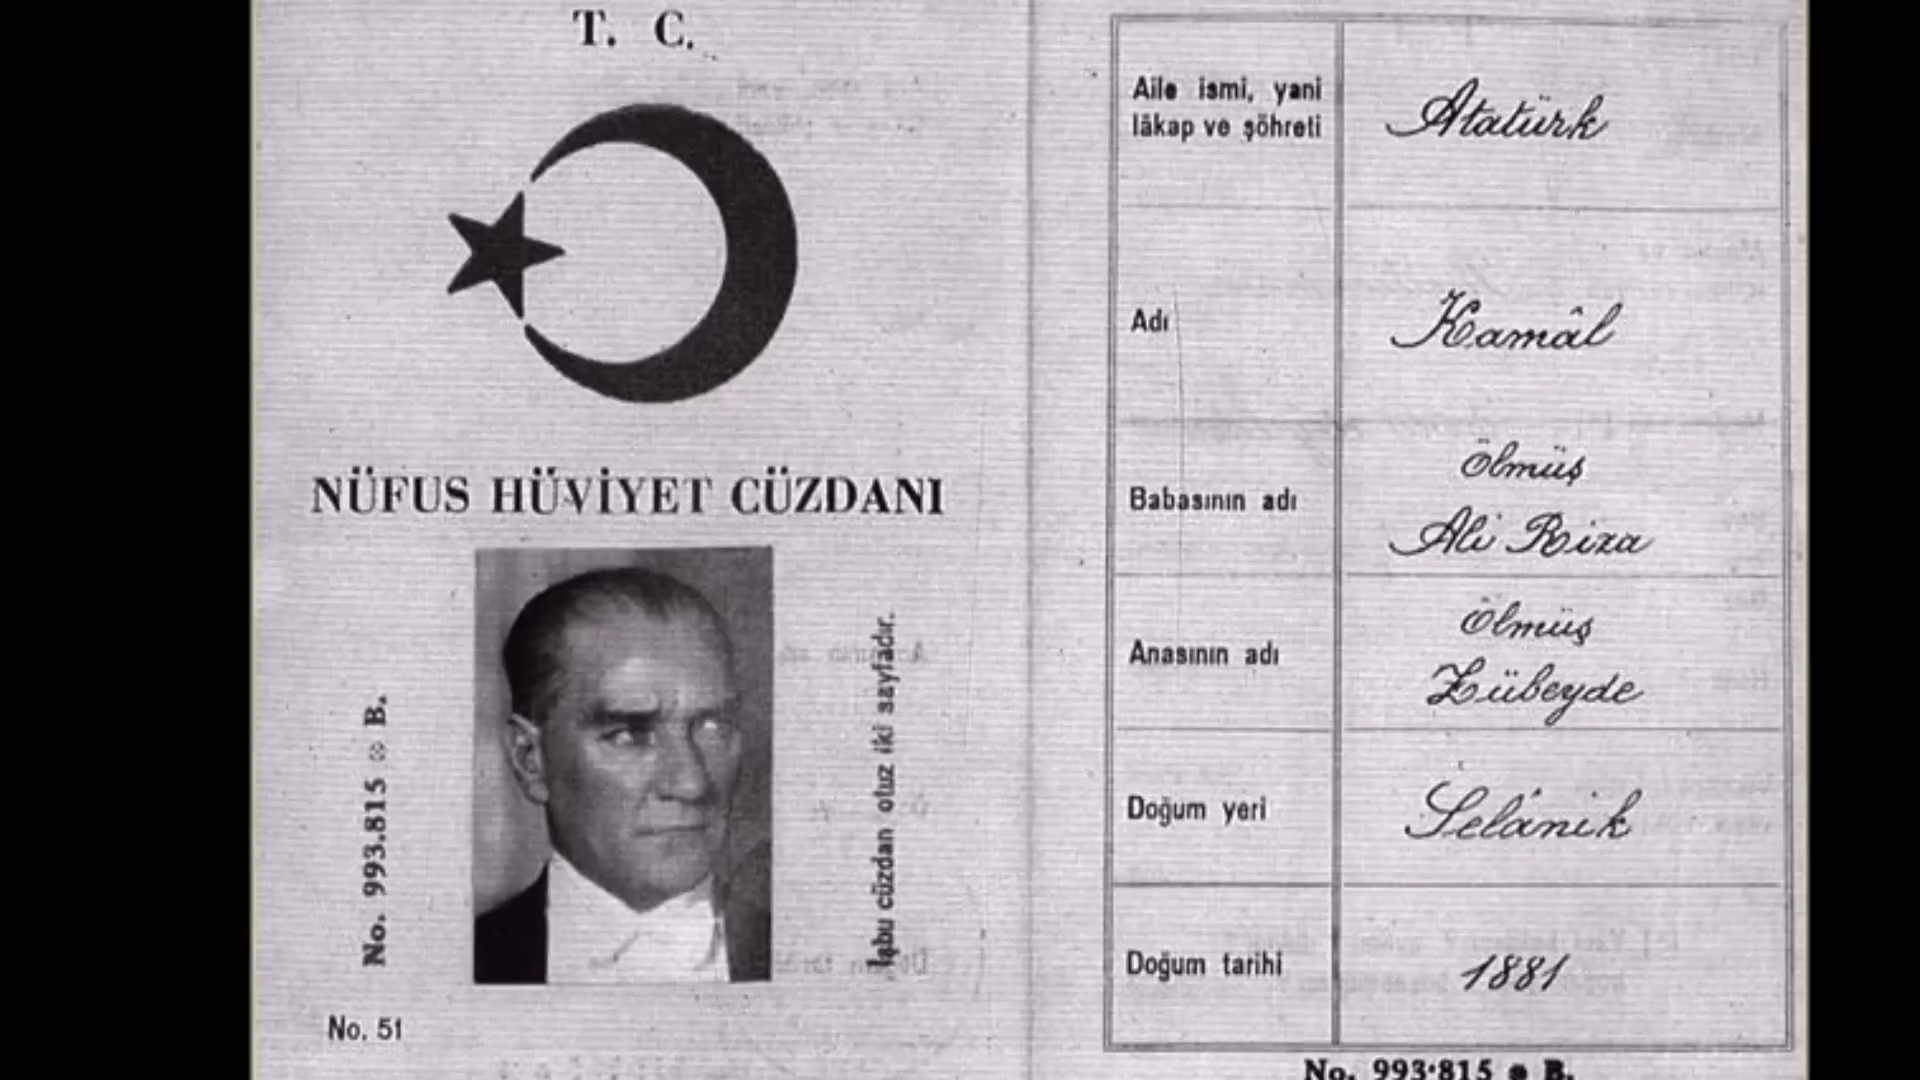 T. C.
NÜFUS HÜVİYET CÜZDANI
No. 993.815 B.
İşbu cüzdan otuz iki sayfadır.
No. 51
Aile ismi, yani
lâkap ve şöhreti
Atatürk
Adı
Kamâl
Babasının adı
Ölmüş
Ali Riza
Anasının adı
Ölmüş
Zübeyde
Doğum yeri
Selânik
Doğum tarihi
1881
No. 993·815 B.